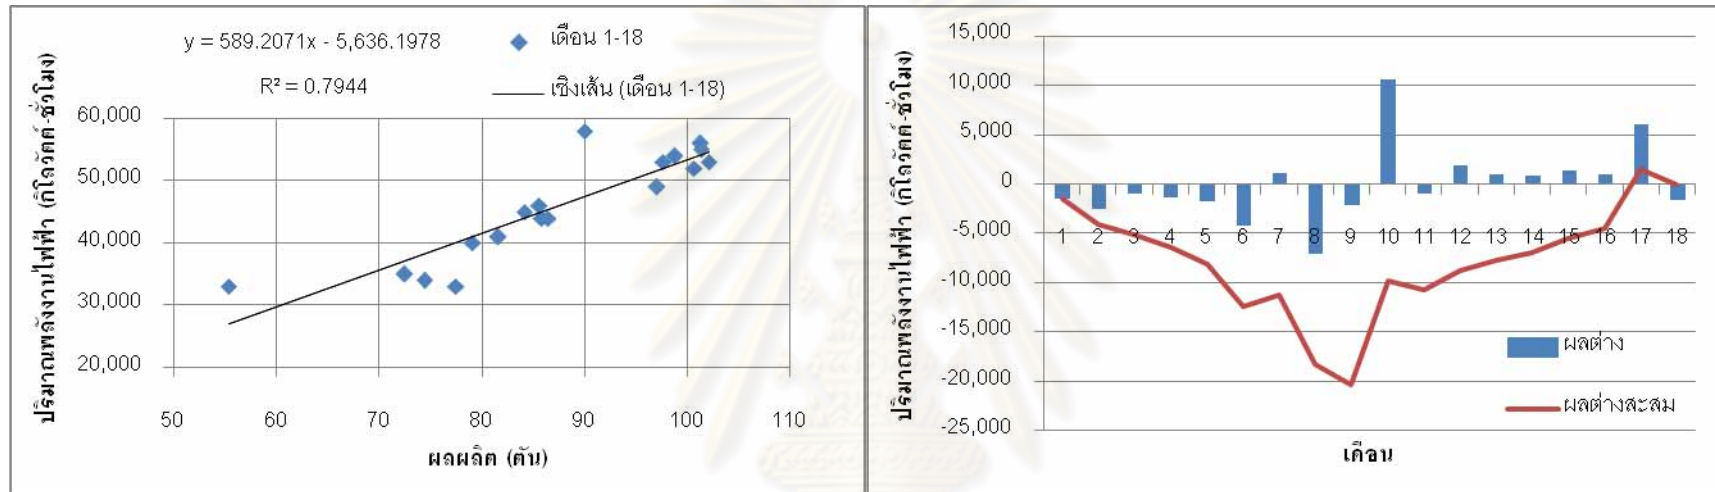 y = 589.2071x - 5,636.1978
เดือน 1-18
R² = 0.7944
เชิงเส้น (เดือน 1-18)
ปริมาณพลังงานไฟฟ้า (กิโลวัตต์-ชั่วโมง)
60,000
50,000
40,000
30,000
20,000
50 60 70 80 90 100 110
ผลผลิต (ตัน)
ปริมาณพลังงานไฟฟ้า (กิโลวัตต์-ชั่วโมง)
15,000
10,000
5,000
0
-5,000
-10,000
-15,000
-20,000
-25,000
1 2 3 4 5 6 7 8 9 10 11 12 13 14 15 16 17 18
ผลต่าง
ผลต่างสะสม
เดือน